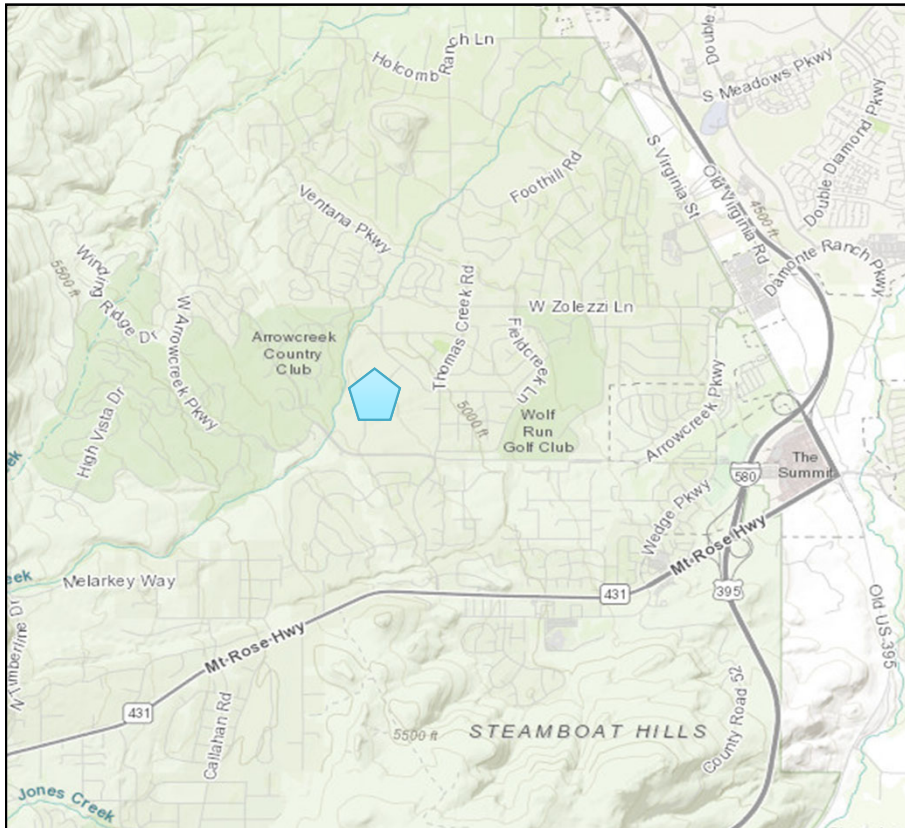 Holcomb Ranch Ln
Double
S Meadows Pkwy
Double Diamond Pkwy
Foothill Rd
S Virginia St
Old Virginia Rd
4500 ft
Ventana Pkwy
Damonte Ranch Pkwy
5500 ft
Winding Ridge Dr
W Arrowcreek Pkwy
Arrowcreek
Country
Club
Thomas Creek Rd
W Zolezzi Ln
Fieldcreek Ln
High Vista Dr
5000 ft
Wolf
Run
Golf Club
Arrowcreek Pkwy
The
Summit
580
Wedge Pkwy
Mt Rose Hwy
eek
eek
Melarkey Way
431
395
Old US-395
N Timberline Dr
Mt Rose Hwy
431
Callahan Rd
5500 ft
STEAMBOAT HILLS
County Road 52
Jones Creek